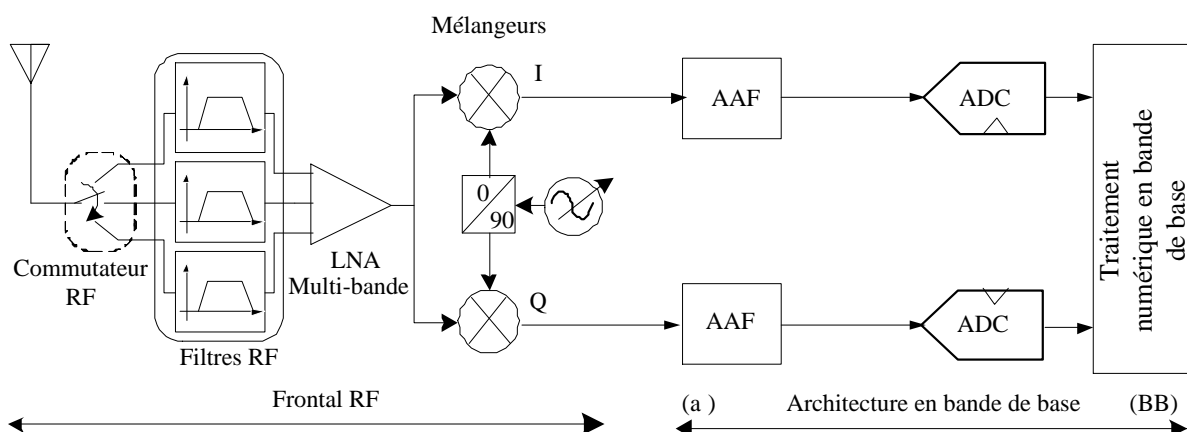 Mélangeurs
I
AAF
ADC
0
90
Traitement
numérique en bande
de base
Commutateur
RF
LNA
Multi-bande
Q
AAF
ADC
Filtres RF
Frontal RF
(a )
Architecture en bande de base
(BB)